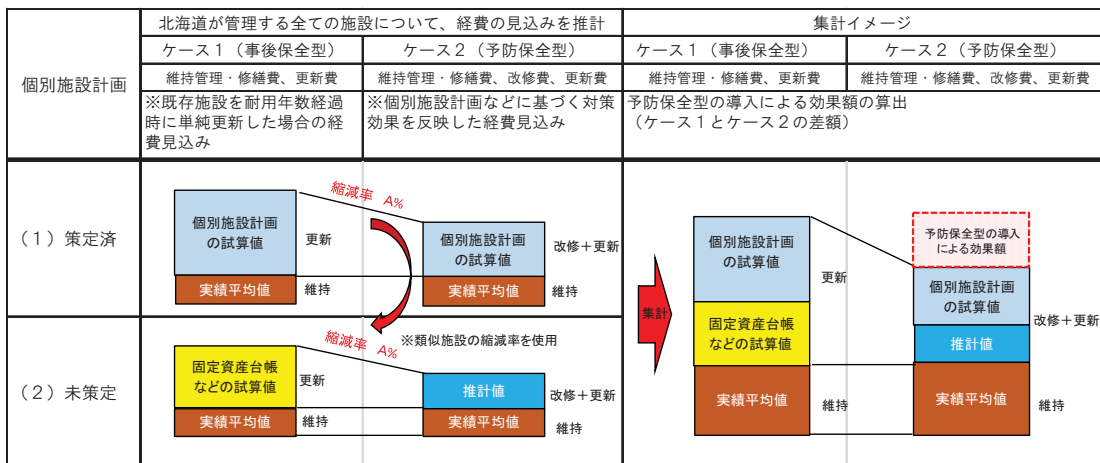 個別施設計画
北海道が管理する全ての施設について、経費の見込みを推計
集計イメージ
ケース１（事後保全型）
ケース２（予防保全型）
ケース１（事後保全型）
ケース２（予防保全型）
維持管理・修繕費、更新費
維持管理・修繕費、改修費、更新費
維持管理・修繕費、更新費
維持管理・修繕費、改修費、更新費
※既存施設を耐用年数経過
時に単純更新した場合の経
費見込み
※個別施設計画などに基づく対策
効果を反映した経費見込み
予防保全型の導入による効果額の算出
（ケース１とケース２の差額）
（１）策定済
個別施設計画
の試算値
更新
実績平均値
維持
縮減率 A%
個別施設計画
の試算値
改修＋更新
実績平均値
維持
（２）未策定
縮減率 A%
※類似施設の縮減率を使用
固定資産台帳
などの試算値
更新
実績平均値
維持
推計値
改修＋更新
実績平均値
維持
集計
個別施設計画
の試算値
更新
固定資産台帳
などの試算値
実績平均値
維持
予防保全型の導入
による効果額
個別施設計画
の試算値
改修＋更新
推計値
実績平均値
維持